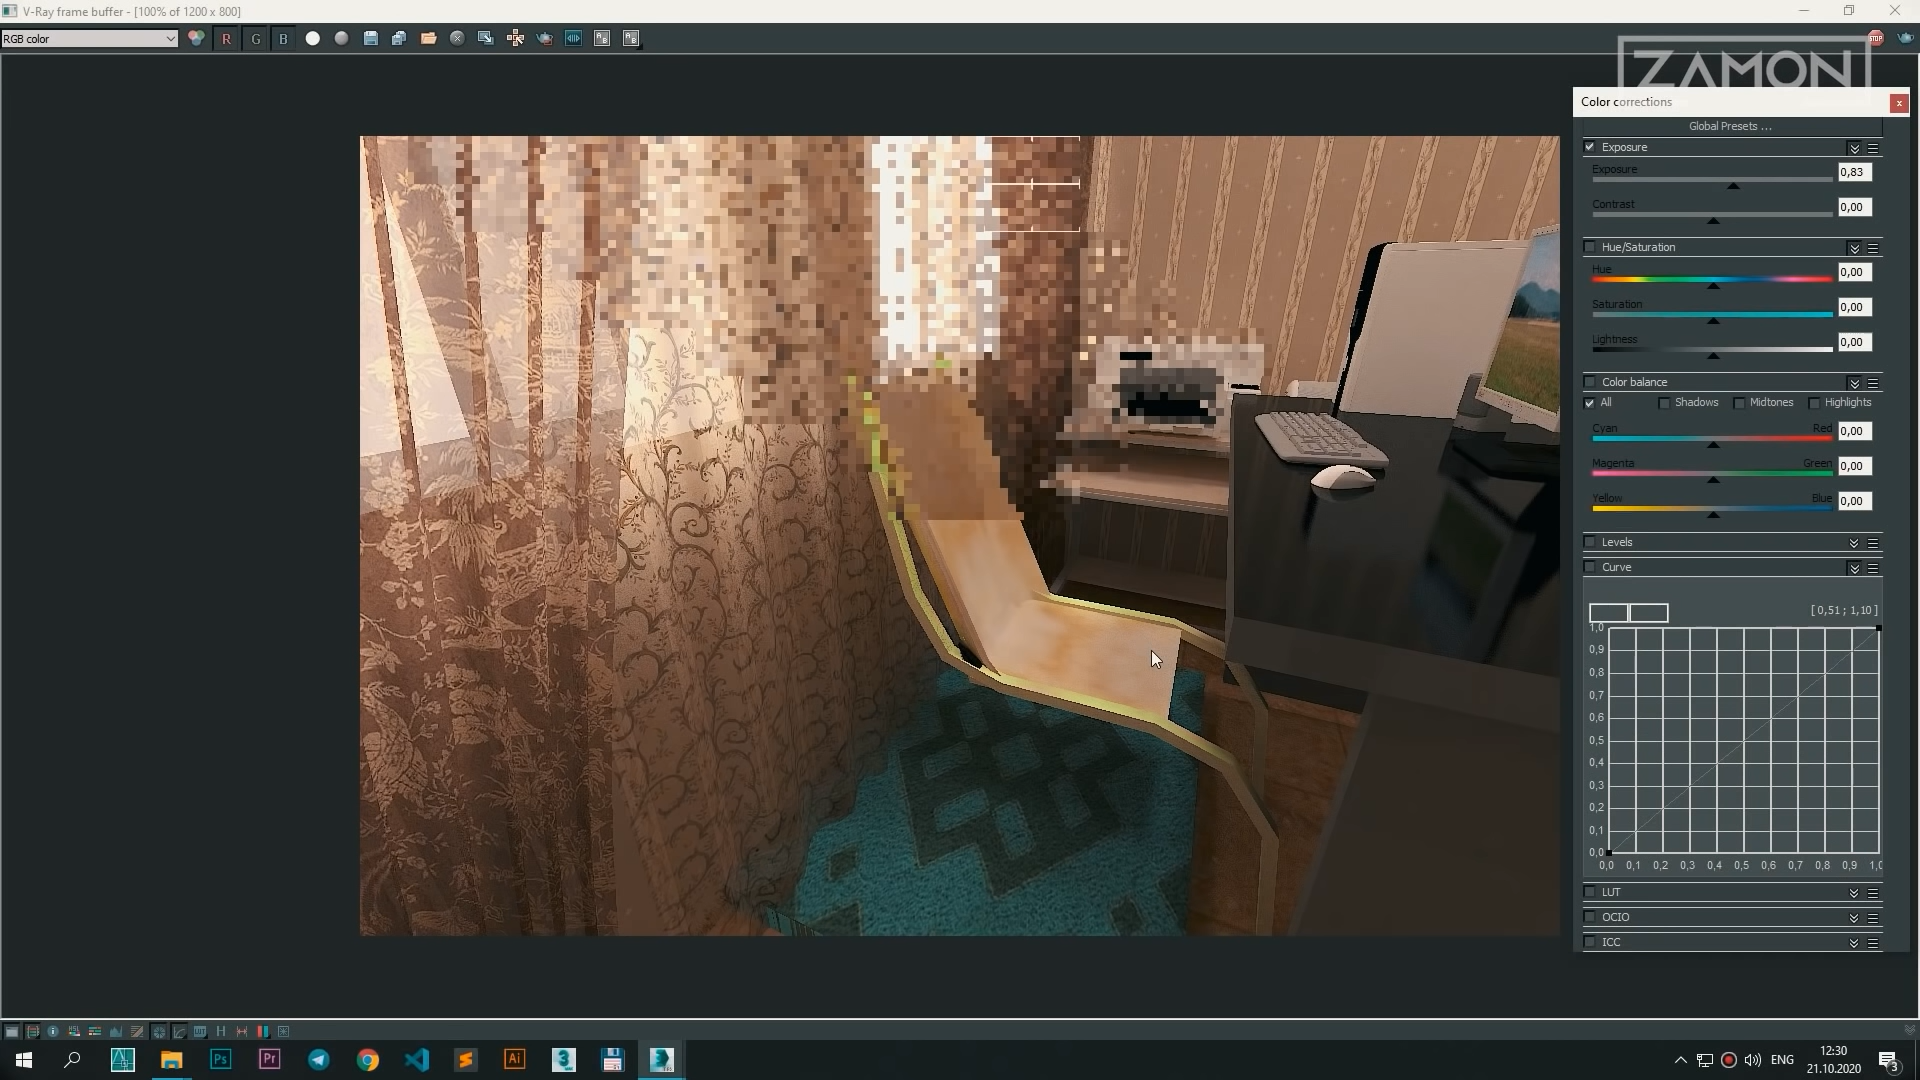 V-Ray frame buffer - [100% of 1200 x 800]
RGB color
R G B
ZAMON
Color corrections
x
Global Presets ...
Exposure
Exposure 0,83
Contrast 0,00
Hue/Saturation
Hue 0,00
Saturation 0,00
Lightness 0,00
Color balance
All Shadows Midtones Highlights
Cyan Red 0,00
Magenta Green 0,00
Yellow Blue 0,00
Levels
Curve
[ 0,51 ; 1,10 ]
1,0
0,9
0,8
0,7
0,6
0,5
0,4
0,3
0,2
0,1
0,0
0,0 0,1 0,2 0,3 0,4 0,5 0,6 0,7 0,8 0,9 1,0
LUT
OCIO
ICC
H
Ps Pr Ai 3
ENG
12:30
21.10.2020
3